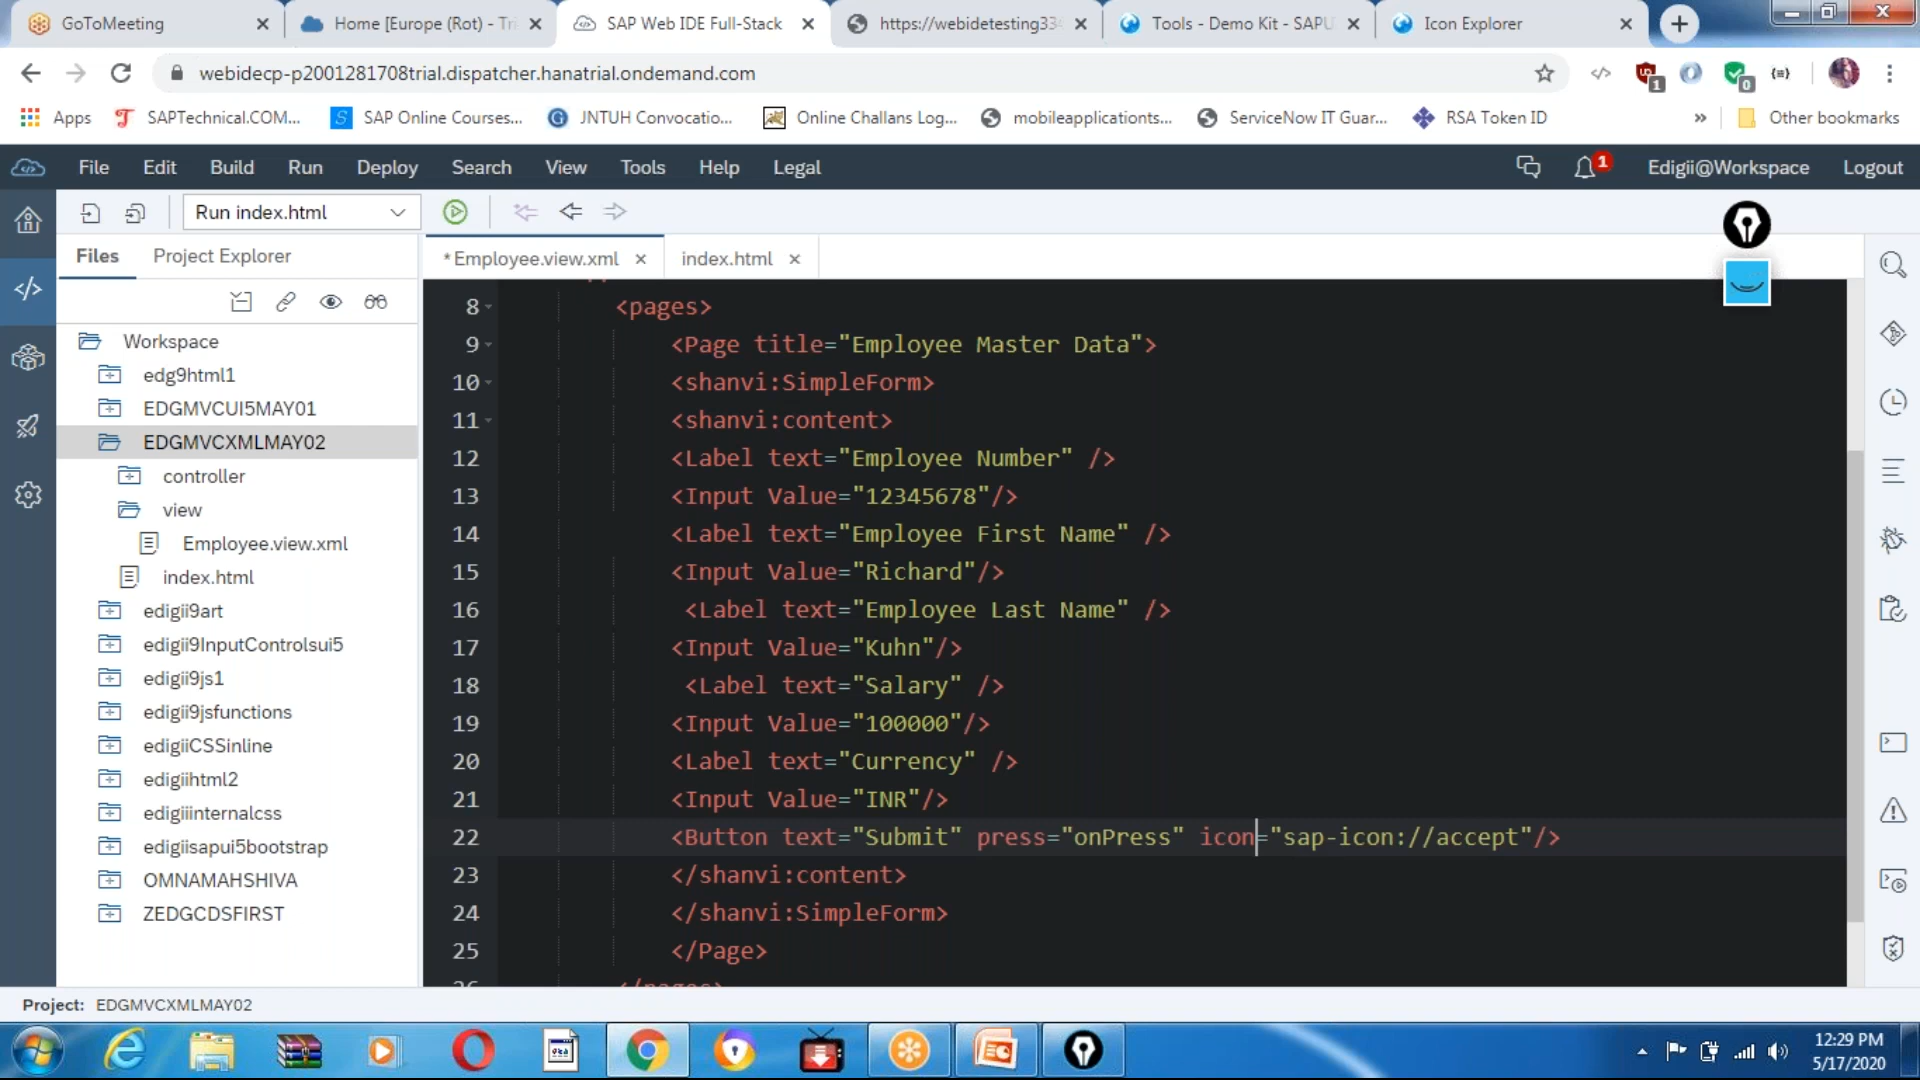 GoToMeeting
Home [Europe (Rot) - Tri
SAP Web IDE Full-Stack
https://webidetesting334
Tools - Demo Kit - SAPU
Icon Explorer
webidecp-p2001281708trial.dispatcher.hanatrial.ondemand.com
1
0
Apps
SAPTechnical.COM...
SAP Online Courses...
JNTUH Convocatio...
Online Challans Log...
mobileapplicationts...
ServiceNow IT Guar...
RSA Token ID
»
Other bookmarks
File
Edit
Build
Run
Deploy
Search
View
Tools
Help
Legal
1
Edigii@Workspace
Logout
Run index.html
Files
Project Explorer
*Employee.view.xml
index.html
Workspace
edg9html1
EDGMVCUI5MAY01
EDGMVCXMLMAY02
controller
view
Employee.view.xml
index.html
edigii9art
edigii9InputControlsui5
edigii9js1
edigii9jsfunctions
edigiiCSSinline
edigiihtml2
edigiiinternalcss
edigiisapui5bootstrap
OMNAMAHSHIVA
ZEDGCDSFIRST
8 <pages>
9 <Page title="Employee Master Data">
10 <shanvi:SimpleForm>
11 <shanvi:content>
12 <Label text="Employee Number" />
13 <Input Value="12345678"/>
14 <Label text="Employee First Name" />
15 <Input Value="Richard"/>
16 <Label text="Employee Last Name" />
17 <Input Value="Kuhn"/>
18 <Label text="Salary" />
19 <Input Value="100000"/>
20 <Label text="Currency" />
21 <Input Value="INR"/>
22 <Button text="Submit" press="onPress" icon="sap-icon://accept"/>
23 </shanvi:content>
24 </shanvi:SimpleForm>
25 </Page>
26 </pages>
Project: EDGMVCXMLMAY02
12:29 PM
5/17/2020